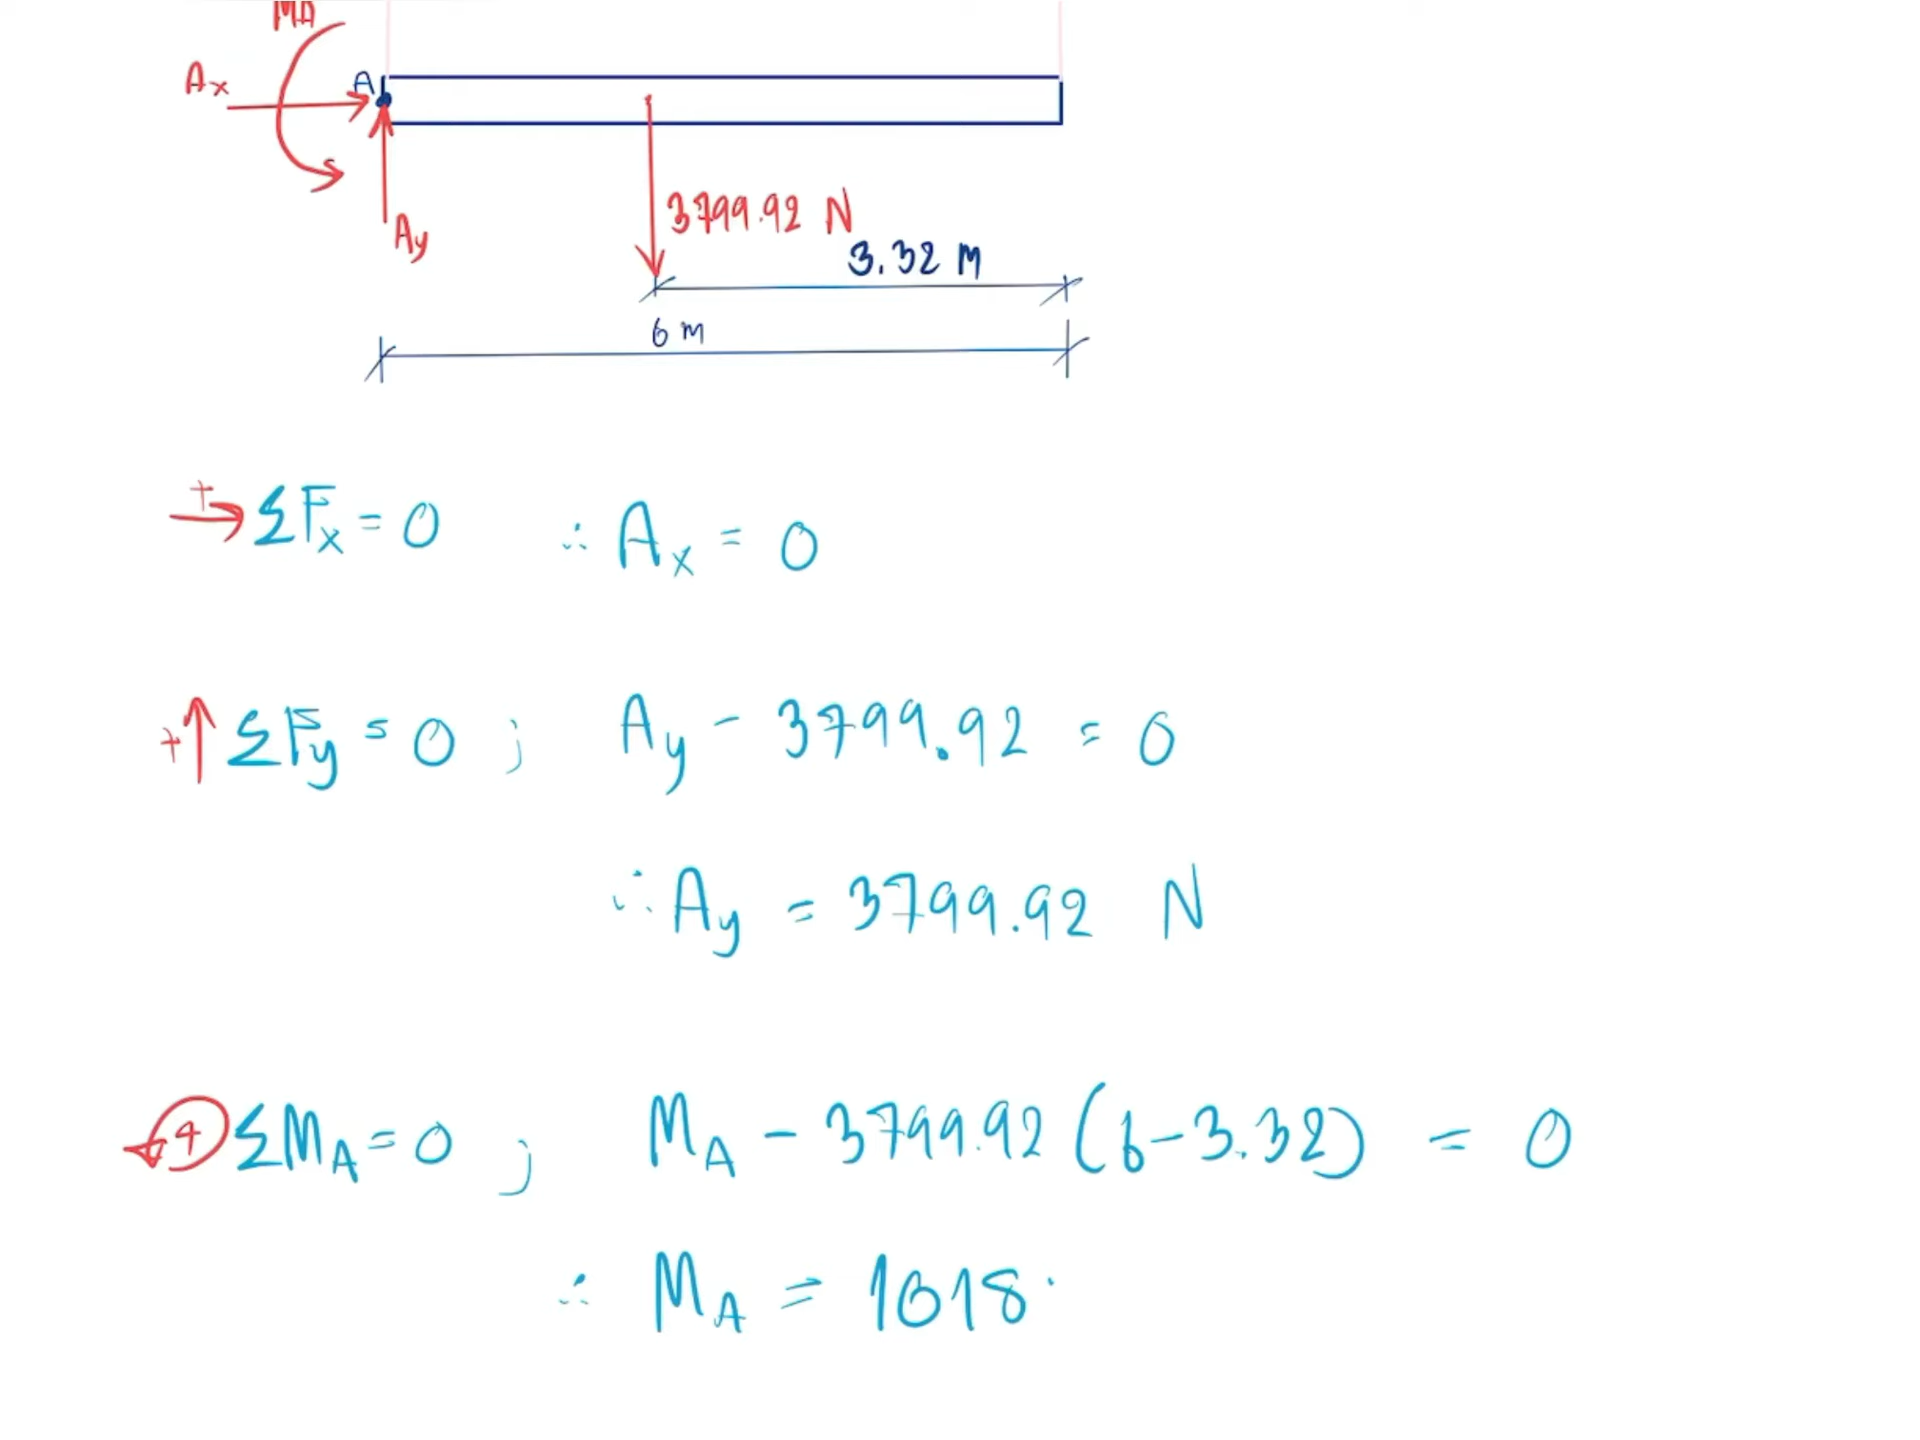 MA
Ax
A
3799.92 N
Ay
3.32 M
6 m
+ ΣFx = 0 ∴ Ax = 0
+↑ ΣFy = 0 ; Ay - 3799.92 = 0
∴ Ay = 3799.92 N
+ ΣMA = 0 ; MA - 3799.92 (6-3.32) = 0
∴ MA = 1018.